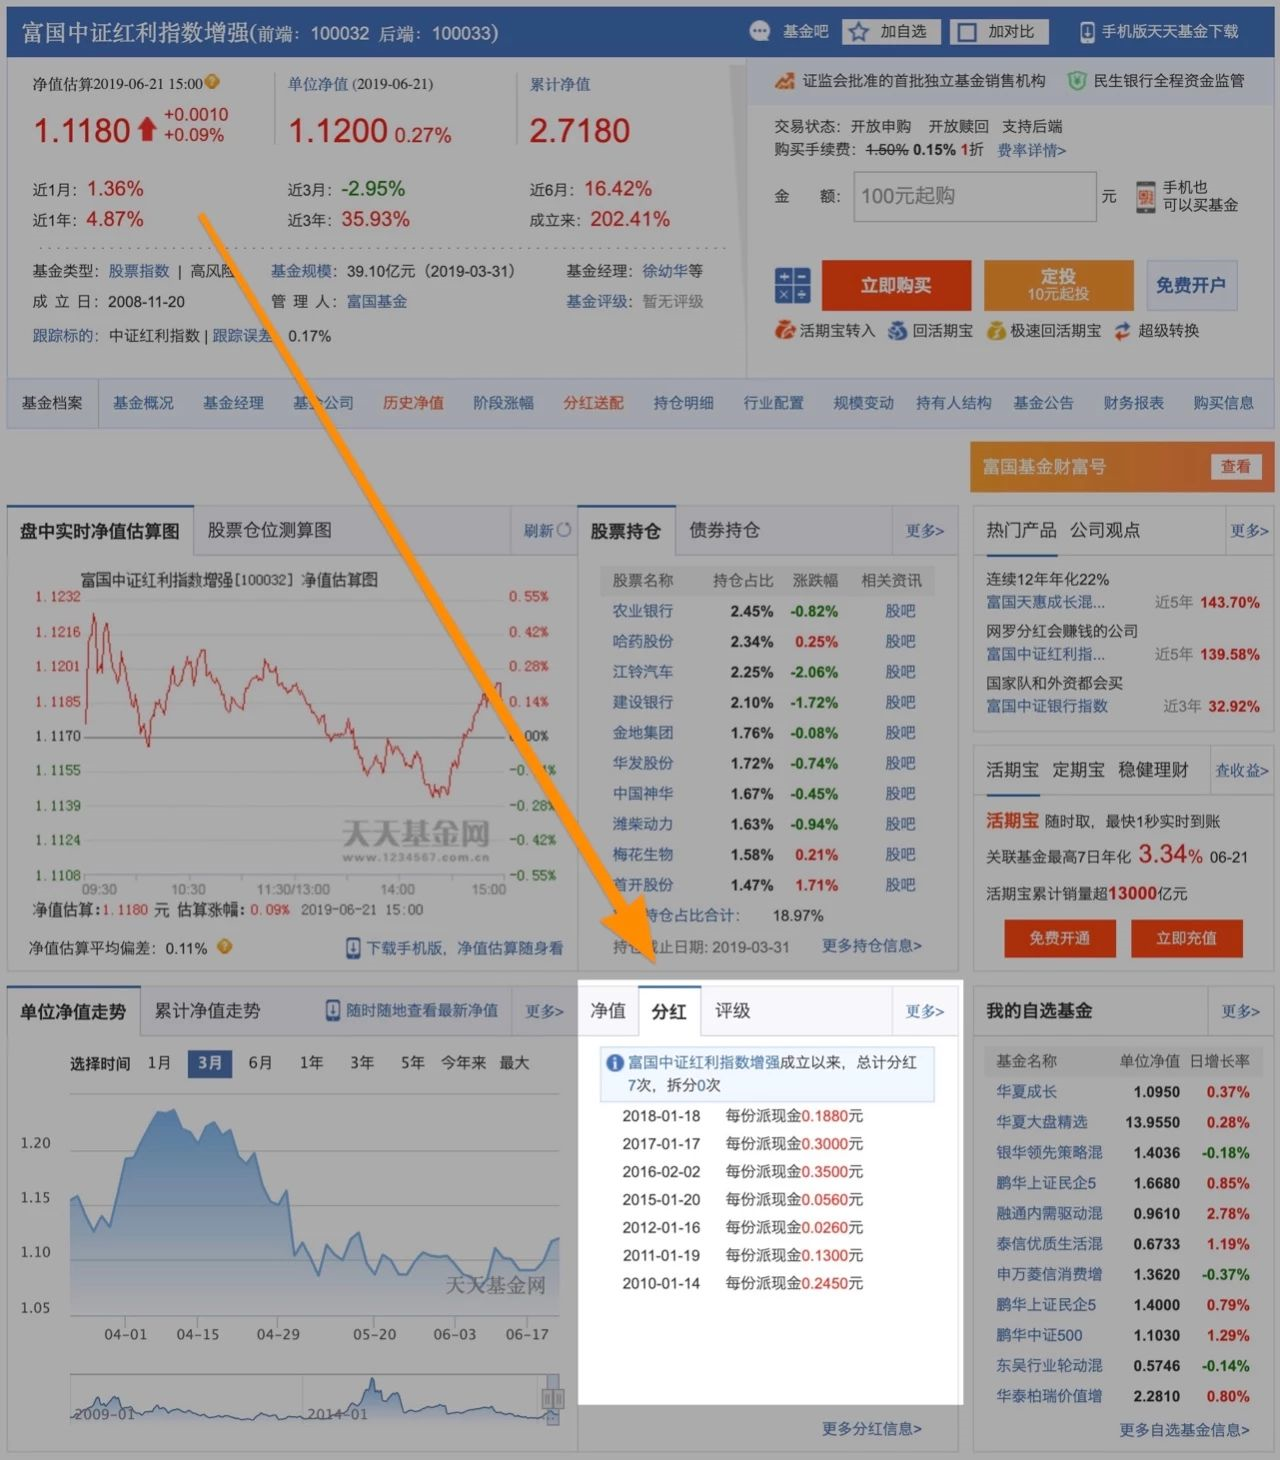 富国中证红利指数增强(前端：100032 后端：100033)
基金吧 加自选 加对比 手机版天天基金下载
净值估算2019-06-21 15:00 单位净值 (2019-06-21) 累计净值
1.1180 +0.0010 +0.09% 1.1200 0.27% 2.7180
近1月：1.36% 近3月：-2.95% 近6月：16.42%
近1年：4.87% 近3年：35.93% 成立来：202.41%
基金类型：股票指数 | 高风险 基金规模：39.10亿元（2019-03-31） 基金经理：徐幼华等
成 立 日：2008-11-20 管 理 人：富国基金 基金评级：暂无评级
跟踪标的：中证红利指数 | 跟踪误差 0.17%
证监会批准的首批独立基金销售机构 民生银行全程资金监管
交易状态：开放申购 开放赎回 支持后端
购买手续费：1.50% 0.15% 1折 费率详情>
金 额：100元起购 元 手机也可以买基金
立即购买 定投 10元起投 免费开户
活期宝转入 回活期宝 极速回活期宝 超级转换
基金档案 基金概况 基金经理 基金公司 历史净值 阶段涨幅 分红送配 持仓明细 行业配置 规模变动 持有人结构 基金公告 财务报表 购买信息
富国基金财富号 查看
盘中实时净值估算图 股票仓位测算图 刷新
富国中证红利指数增强[100032] 净值估算图
1.1232 0.55%
1.1216 0.42%
1.1201 0.28%
1.1185 0.14%
1.1170 0.00%
1.1155
1.1139 -0.28%
1.1124 -0.42%
1.1108 -0.55%
天天基金网
www.1234567.com.cn
09:30 10:30 11:30/13:00 14:00 15:00
净值估算:1.1180 元 估算涨幅: 0.09% 2019-06-21 15:00
净值估算平均偏差：0.11% 下载手机版，净值估算随身看
股票持仓 债券持仓 更多>
股票名称 持仓占比 涨跌幅 相关资讯
农业银行 2.45% -0.82% 股吧
哈药股份 2.34% 0.25% 股吧
江铃汽车 2.25% -2.06% 股吧
建设银行 2.10% -1.72% 股吧
金地集团 1.76% -0.08% 股吧
华发股份 1.72% -0.74% 股吧
中国神华 1.67% -0.45% 股吧
潍柴动力 1.63% -0.94% 股吧
梅花生物 1.58% 0.21% 股吧
首开股份 1.47% 1.71% 股吧
持仓占比合计： 18.97%
持仓截止日期: 2019-03-31 更多持仓信息>
热门产品 公司观点 更多>
连续12年年化22%
富国天惠成长混... 近5年 143.70%
网罗分红会赚钱的公司
富国中证红利指... 近5年 139.58%
国家队和外资都会买
富国中证银行指数 近3年 32.92%
活期宝 定期宝 稳健理财 查收益>
活期宝 随时取，最快1秒实时到账
关联基金最高7日年化 3.34% 06-21
活期宝累计销量超13000亿元
免费开通 立即充值
单位净值走势 累计净值走势 随时随地查看最新净值 更多>
选择时间 1月 3月 6月 1年 3年 5年 今年来 最大
1.20
1.15
1.10
1.05
天天基金网
04-01 04-15 04-29 05-20 06-03 06-17
2009-01 2014-01
净值 分红 评级 更多>
富国中证红利指数增强成立以来，总计分红
7次，拆分0次
2018-01-18 每份派现金0.1880元
2017-01-17 每份派现金0.3000元
2016-02-02 每份派现金0.3500元
2015-01-20 每份派现金0.0560元
2012-01-16 每份派现金0.0260元
2011-01-19 每份派现金0.1300元
2010-01-14 每份派现金0.2450元
更多分红信息>
我的自选基金 更多>
基金名称 单位净值 日增长率
华夏成长 1.0950 0.37%
华夏大盘精选 13.9550 0.28%
银华领先策略混 1.4036 -0.18%
鹏华上证民企5 1.6680 0.85%
融通内需驱动混 0.9610 2.78%
泰信优质生活混 0.6733 1.19%
申万菱信消费增 1.3620 -0.37%
鹏华上证民企5 1.4000 0.79%
鹏华中证500 1.1030 1.29%
东吴行业轮动混 0.5746 -0.14%
华泰柏瑞价值增 2.2810 0.80%
更多自选基金信息>